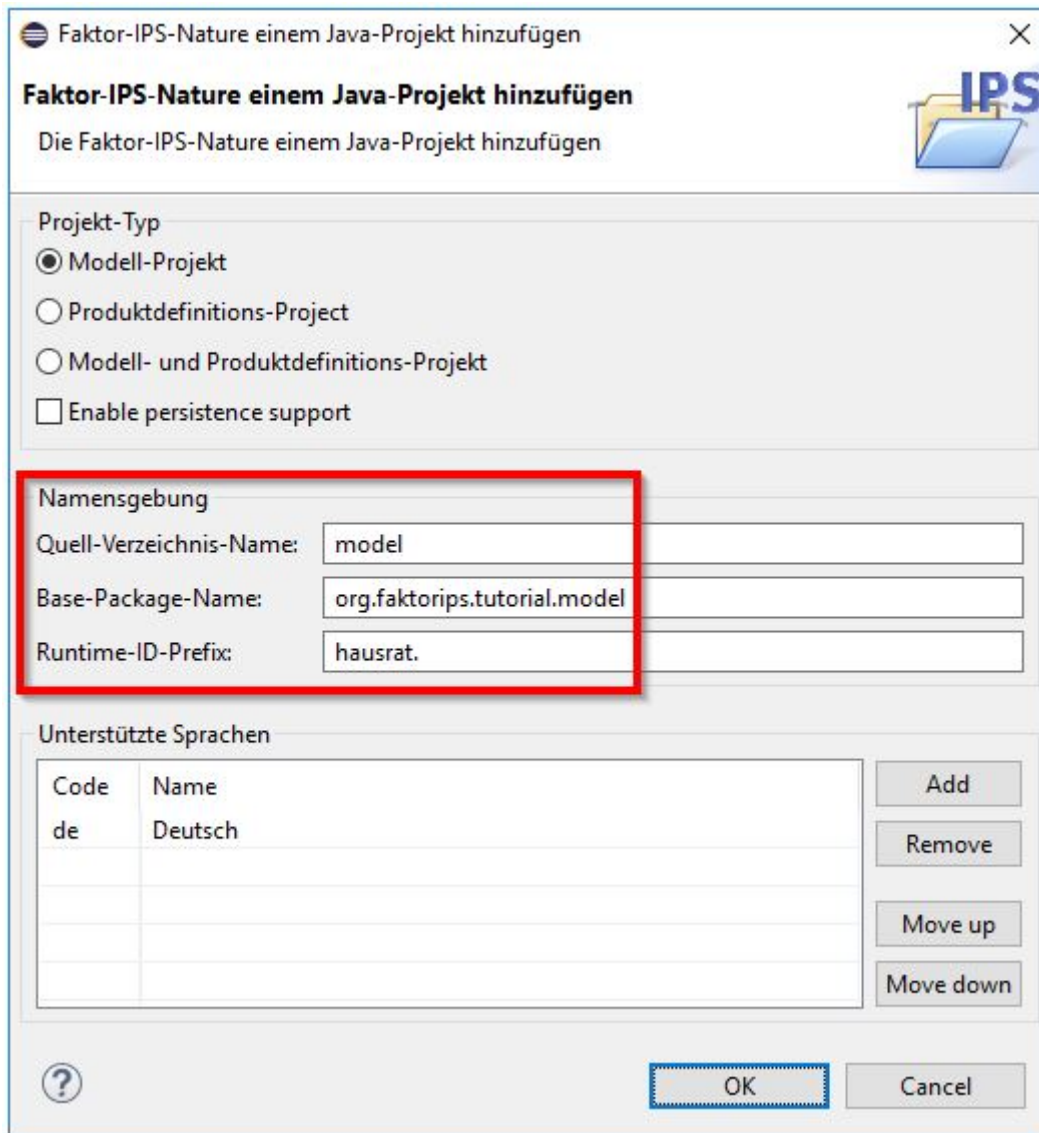 Faktor-IPS-Nature einem Java-Projekt hinzufügen
Faktor-IPS-Nature einem Java-Projekt hinzufügen
IPS
Die Faktor-IPS-Nature einem Java-Projekt hinzufügen
Projekt-Typ
Modell-Projekt
Produktdefinitions-Project
Modell- und Produktdefinitions-Projekt
Enable persistence support
Namensgebung
Quell-Verzeichnis-Name: model
Base-Package-Name: org.faktorips.tutorial.model
Runtime-ID-Prefix: hausrat.
Unterstützte Sprachen
Code Name
de Deutsch
Add
Remove
Move up
Move down
? OK Cancel